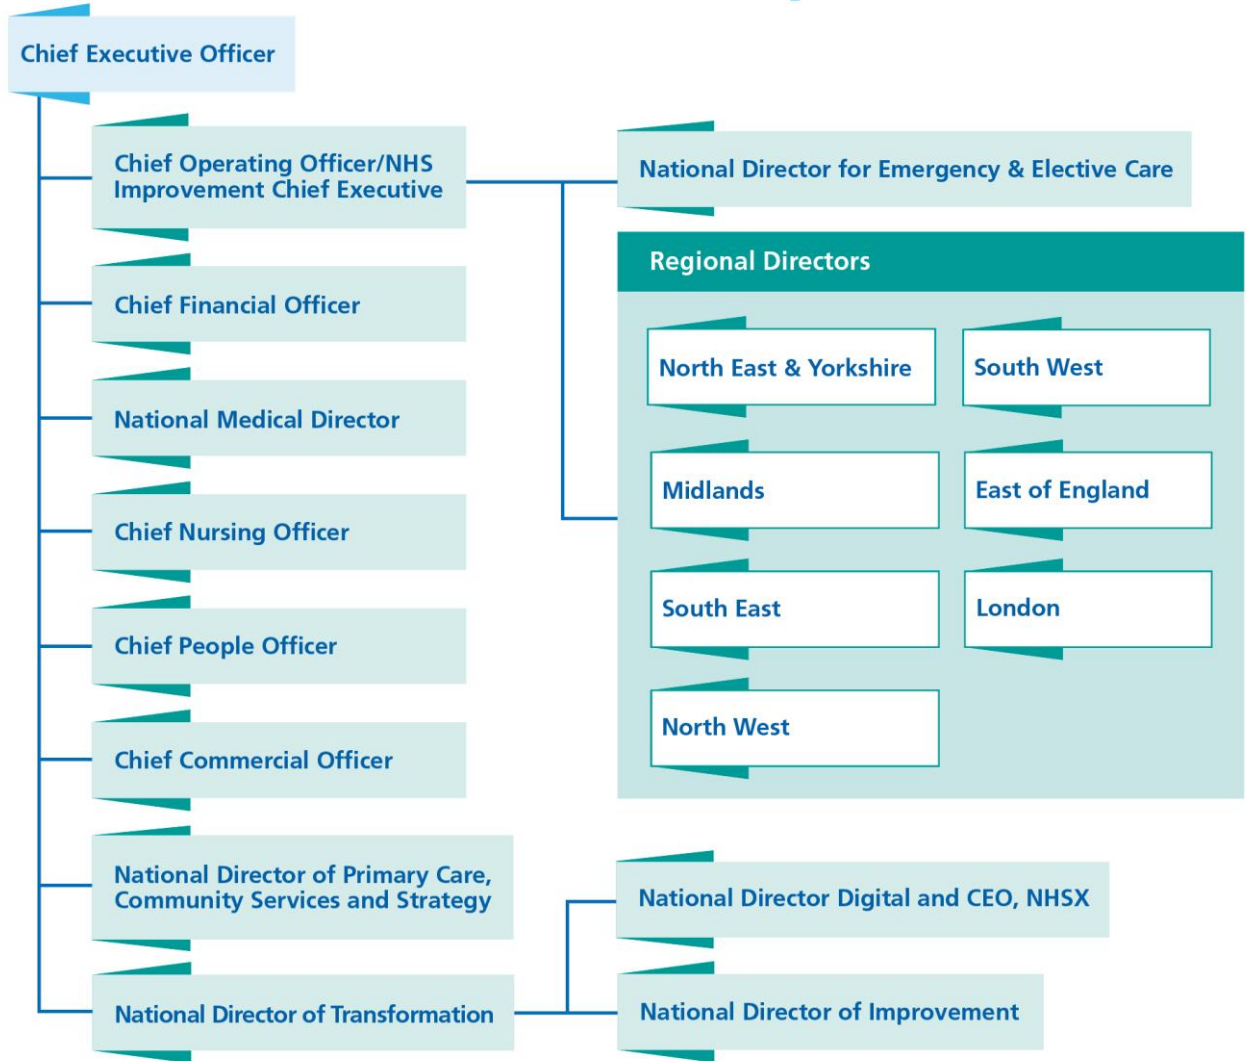 Chief Executive Officer
Chief Operating Officer/NHS
Improvement Chief Executive
Chief Financial Officer
National Medical Director
Chief Nursing Officer
Chief People Officer
Chief Commercial Officer
National Director of Primary Care,
Community Services and Strategy
National Director of Transformation
National Director for Emergency & Elective Care
Regional Directors
North East & Yorkshire
South West
Midlands
East of England
South East
London
North West
National Director Digital and CEO, NHSX
National Director of Improvement